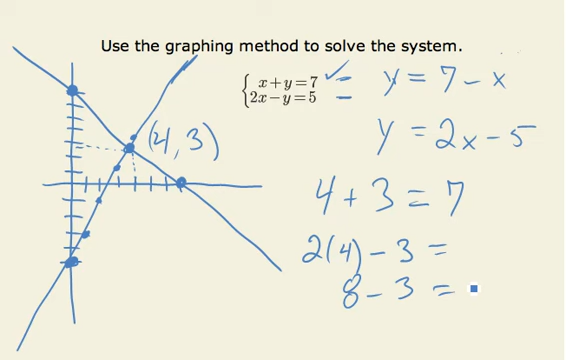 Use the graphing method to solve the system.
x+y=7
2x−y=5
y = 7 - x
y = 2x - 5
(4, 3)
4 + 3 = 7
2(4) - 3 =
8 - 3 =